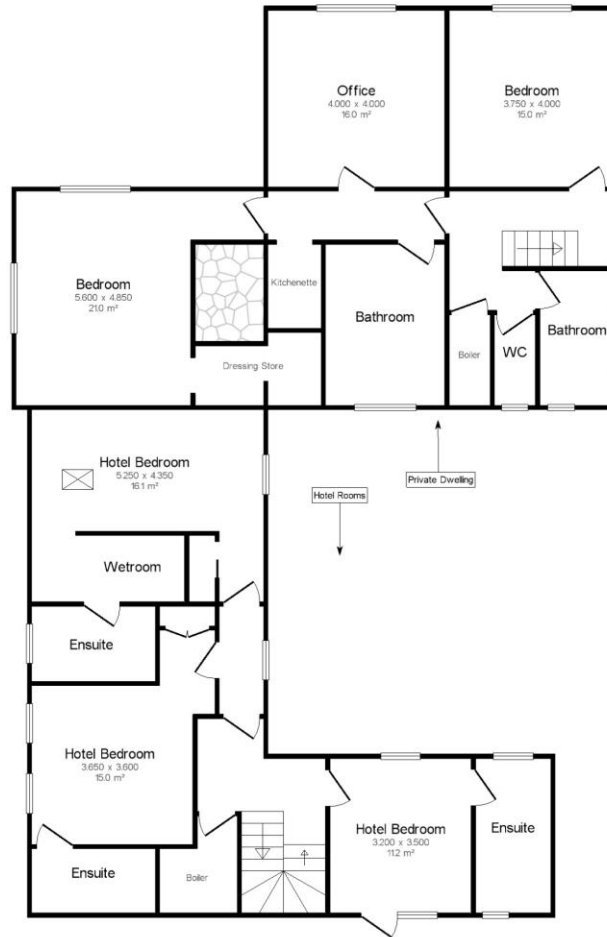 Office
4.000 x 4.000
16.0 m²
Bedroom
3.750 x 4.000
15.0 m²
Bedroom
5.600 x 4.850
21.0 m²
Kitchenette
Bathroom
Dressing Store
Boiler
WC
Bathroom
Hotel Bedroom
5.250 x 4.350
16.1 m²
Private Dwelling
Hotel Rooms
Wetroom
Ensuite
Hotel Bedroom
3.650 x 3.600
15.0 m²
Hotel Bedroom
3.200 x 3.500
11.2 m²
Ensuite
Ensuite
Boiler